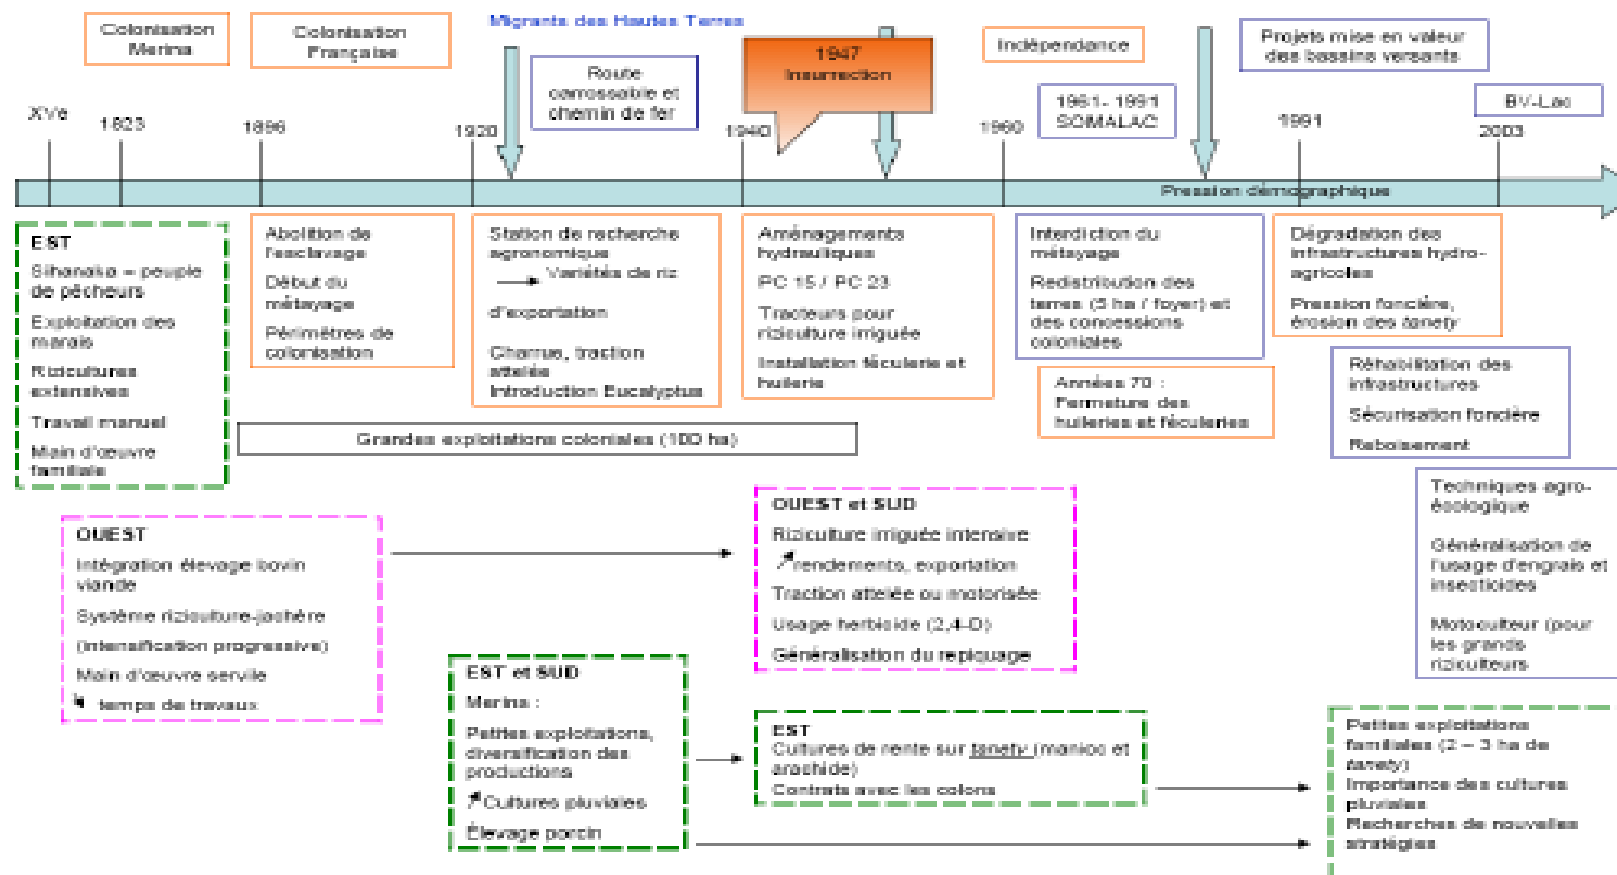 Colonisation
Merina
Colonisation
Française
Migrants des Hautes Terres
Route
carrossable et
chemin de fer
1947
Insurrection
Indépendance
1961- 1991
SOMALAC
Projets mise en valeur
des bassins versants
BV-Lac
XVe
1823
1896
1920
1940
1960
1991
2003
Pression démographique
EST
Sihanaka – peuple
de pêcheurs
Exploitation des
marais
Rizicultures
extensives
Travail manuel
Main d'œuvre
familiale
Abolition de
l'esclavage
Début du
métayage
Périmètres de
colonisation
Station de recherche
agronomique
Variétés de riz
d'exportation
Charrue, traction
attelée
Introduction Eucalyptus
Aménagements
hydrauliques
PC 15 / PC 23
Tracteurs pour
riziculture irriguée
Installation féculerie et
huilerie
Interdiction du
métayage
Redistribution des
terres (5 ha / foyer) et
des concessions
coloniales
Années 70 :
Fermeture des
huileries et féculeries
Dégradation des
infrastructures hydro-
agricoles
Pression foncière,
érosion des tanety
Réhabilitation des
infrastructures
Sécurisation foncière
Reboisement
Techniques agro-
écologique
Généralisation de
l'usage d'engrais et
insecticides
Motoculteur (pour
les grands
riziculteurs
Grandes exploitations coloniales (100 ha)
OUEST
Intégration élevage bovin
viande
Système riziculture-jachère
(intensification progressive)
Main d'œuvre servile
temps de travaux
OUEST et SUD
Riziculture irriguée intensive
rendements, exportation
Traction attelée ou motorisée
Usage herbicide (2,4-D)
Généralisation du repiquage
EST et SUD
Merina :
Petites exploitations,
diversification des
productions
Cultures pluviales
Élevage porcin
EST
Cultures de rente sur tanety (manioc et
arachide)
Contrats avec les colons
Petites exploitations
familiales (2 – 3 ha de
tanety)
Importance des cultures
pluviales
Recherches de nouvelles
stratégies